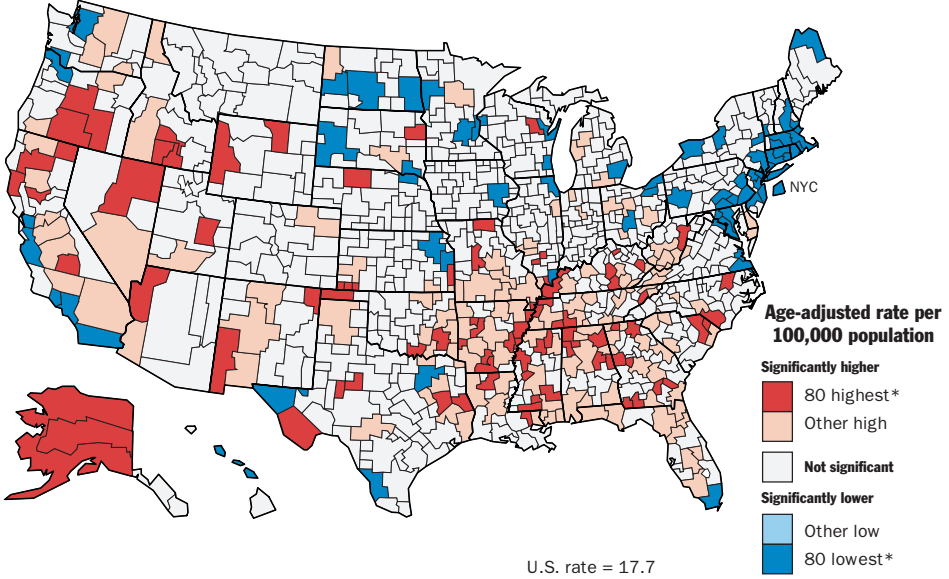 NYC
Age-adjusted rate per
100,000 population
Significantly higher
80 highest*
Other high
Not significant
Significantly lower
Other low
80 lowest*
U.S. rate = 17.7